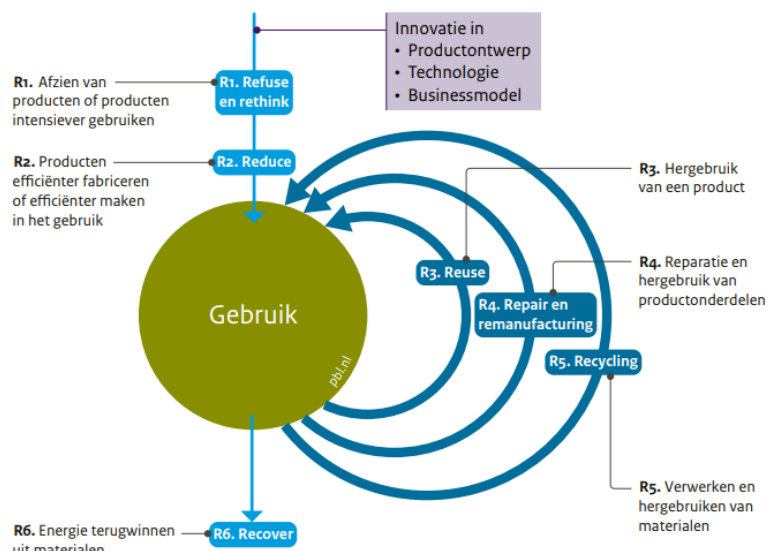 Innovatie in
• Productontwerp
• Technologie
• Businessmodel
R1. Afzien van
producten of producten
intensiever gebruiken
R1. Refuse
en rethink
R2. Producten
efficiënter fabriceren
of efficiënter maken
in het gebruik
R2. Reduce
R3. Hergebruik
van een product
R3. Reuse
R4. Reparatie en
hergebruik van
productonderdelen
R4. Repair en
remanufacturing
Gebruik
pbl.nl
R5. Recycling
R5. Verwerken en
hergebruiken van
materialen
R6. Energie terugwinnen
uit materialen
R6. Recover